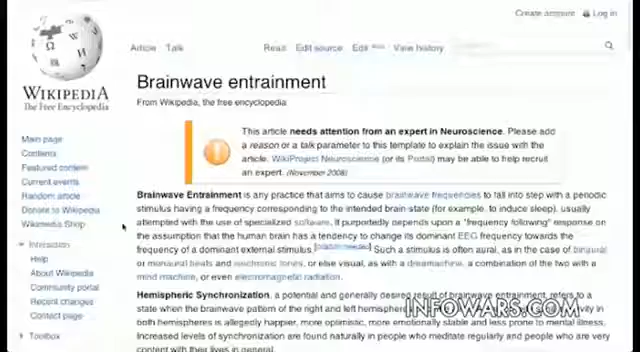 Create account Log in
Article Talk Read Edit source Edit View history
WIKIPEDIA
The Free Encyclopedia
Main page
Contents
Featured content
Current events
Random article
Donate to Wikipedia
Wikimedia Shop
Interaction
Help
About Wikipedia
Community portal
Recent changes
Contact page
Toolbox
Brainwave entrainment
From Wikipedia, the free encyclopedia
This article needs attention from an expert in Neuroscience. Please add
a reason or a talk parameter to this template to explain the issue with the
article. WikiProject Neuroscience (or its Portal) may be able to help recruit
an expert. (November 2008)
Brainwave Entrainment is any practice that aims to cause brainwave frequencies to fall into step with a periodic
stimulus having a frequency corresponding to the intended brain-state (for example, to induce sleep), usually
attempted with the use of specialized software. It purportedly depends upon a "frequency following" response on
the assumption that the human brain has a tendency to change its dominant EEG frequency towards the
frequency of a dominant external stimulus.[citation needed] Such a stimulus is often aural, as in the case of binaural
or monaural beats and isochronic tones, or else visual, as with a dreamachine, a combination of the two with a
mind machine, or even electromagnetic radiation.
Hemispheric Synchronization, a potential and generally desired result of brainwave entrainment, refers to a
state when the brainwave pattern of the right and left hemispheres
INFOWARS.COM
both hemispheres is allegedly happier, more optimistic, more emotionally stable and less prone to mental illness.
Increased levels of synchronization are found naturally in people who meditate regularly and people who are very
content with their lives in general.